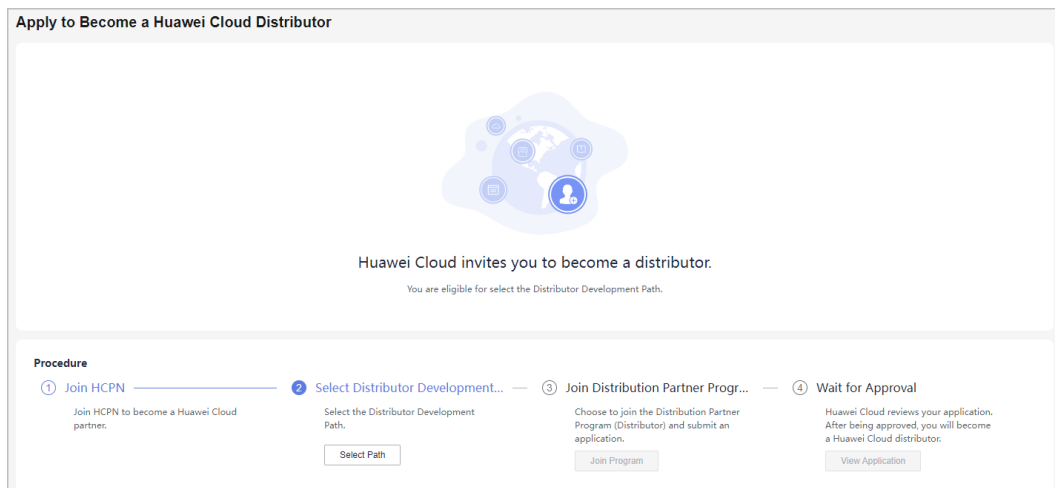 Apply to Become a Huawei Cloud Distributor
Huawei Cloud invites you to become a distributor.
You are eligible for select the Distributor Development Path.
Procedure
1 Join HCPN
Join HCPN to become a Huawei Cloud
partner.
2 Select Distributor Development...
Select the Distributor Development
Path.
Select Path
3 Join Distribution Partner Progr...
Choose to join the Distribution Partner
Program (Distributor) and submit an
application.
Join Program
4 Wait for Approval
Huawei Cloud reviews your application.
After being approved, you will become
a Huawei Cloud distributor.
View Application